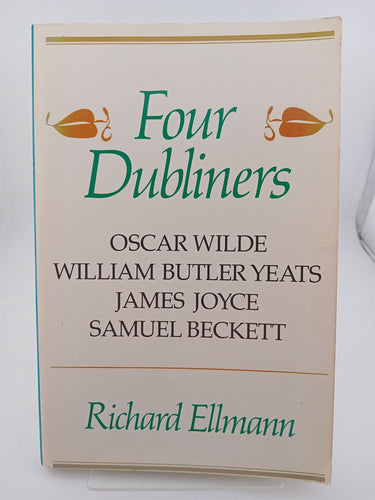 Four
Dubliners
OSCAR WILDE
WILLIAM BUTLER YEATS
JAMES JOYCE
SAMUEL BECKETT
Richard Ellmann